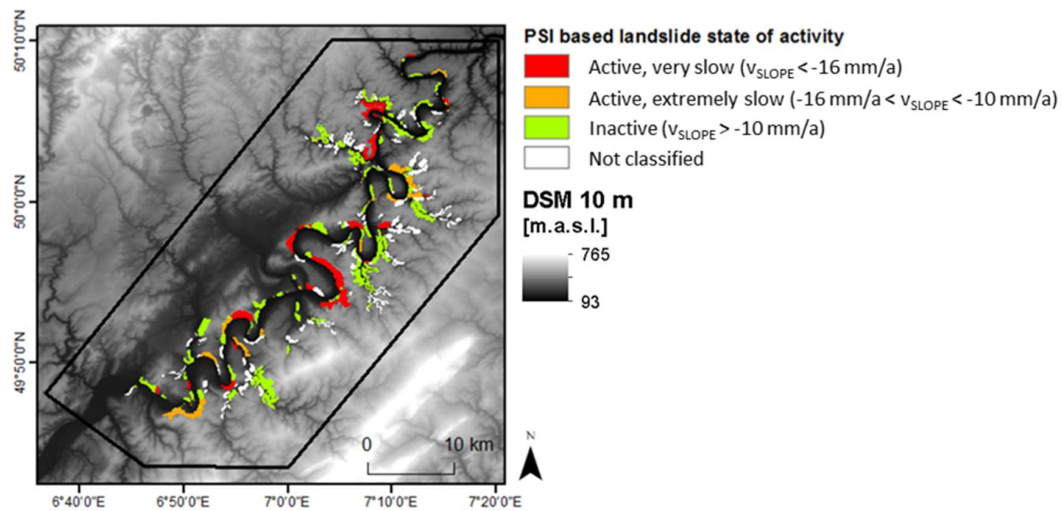 50°10'0"N
50°0'0"N
49°50'0"N
6°40'0"E 6°50'0"E 7°0'0"E 7°10'0"E 7°20'0"E
0 10 km
PSI based landslide state of activity
Active, very slow (vSLOPE < -16 mm/a)
Active, extremely slow (-16 mm/a < vSLOPE < -10 mm/a)
Inactive (vSLOPE > -10 mm/a)
Not classified
DSM 10 m
[m.a.s.l.]
765
93
N